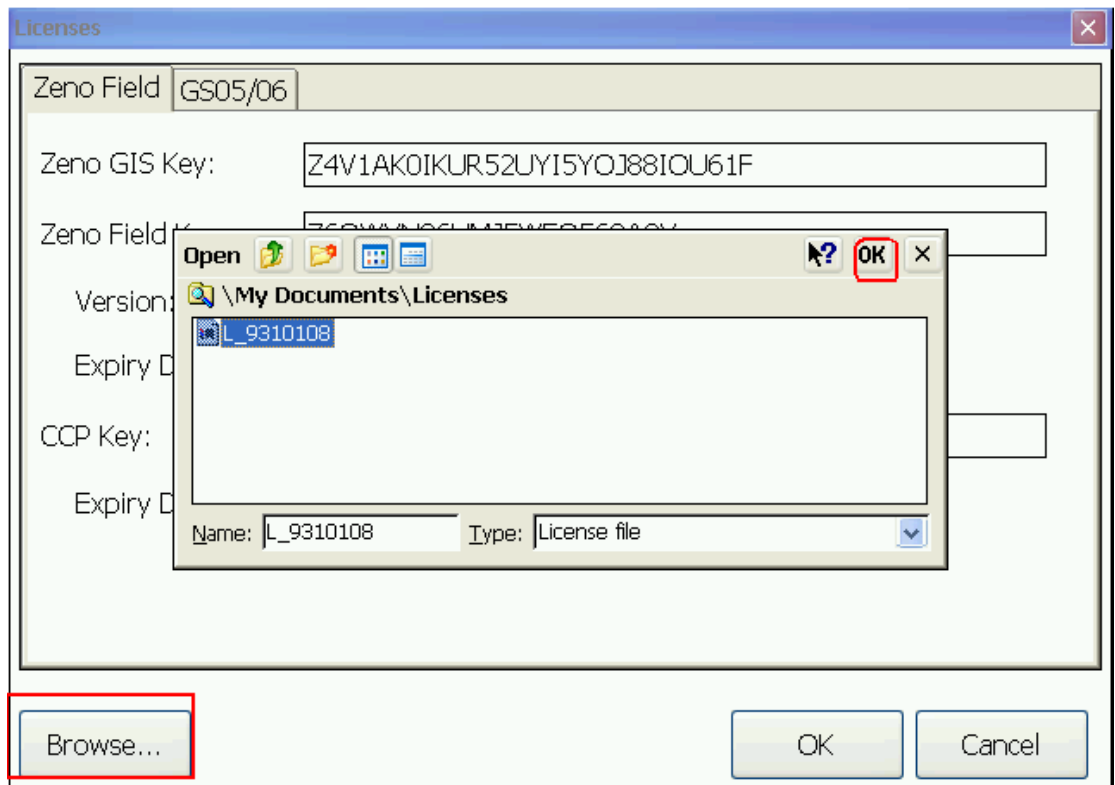 Licenses
Zeno Field GS05/06
Zeno GIS Key: Z4V1AK0IKUR52UYI5YOJ88IOU61F
Zeno Field
Open OK
\My Documents\Licenses
L_9310108
Version:
Expiry D
CCP Key:
Expiry D
Name: L_9310108 Type: License file
Browse... OK Cancel